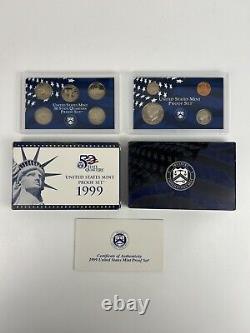 UNITED STATES MINT
50 STATE QUARTERS
PROOF SET
UNITED STATES MINT
PROOF SET
50
STATE
QUARTERS
UNITED STATES MINT
PROOF SET
1999
Certificate of Authenticity
1999 United States Mint Proof Set